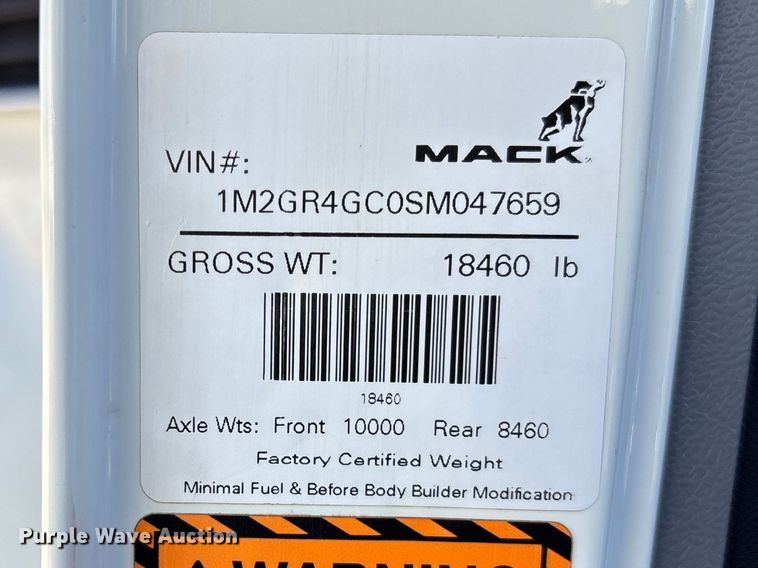 MACK
VIN#:
1M2GR4GC0SM047659
GROSS WT: 18460 lb
18460
Axle Wts: Front 10000 Rear 8460
Factory Certified Weight
Minimal Fuel & Before Body Builder Modification
Purple Wave Auction
WARNING